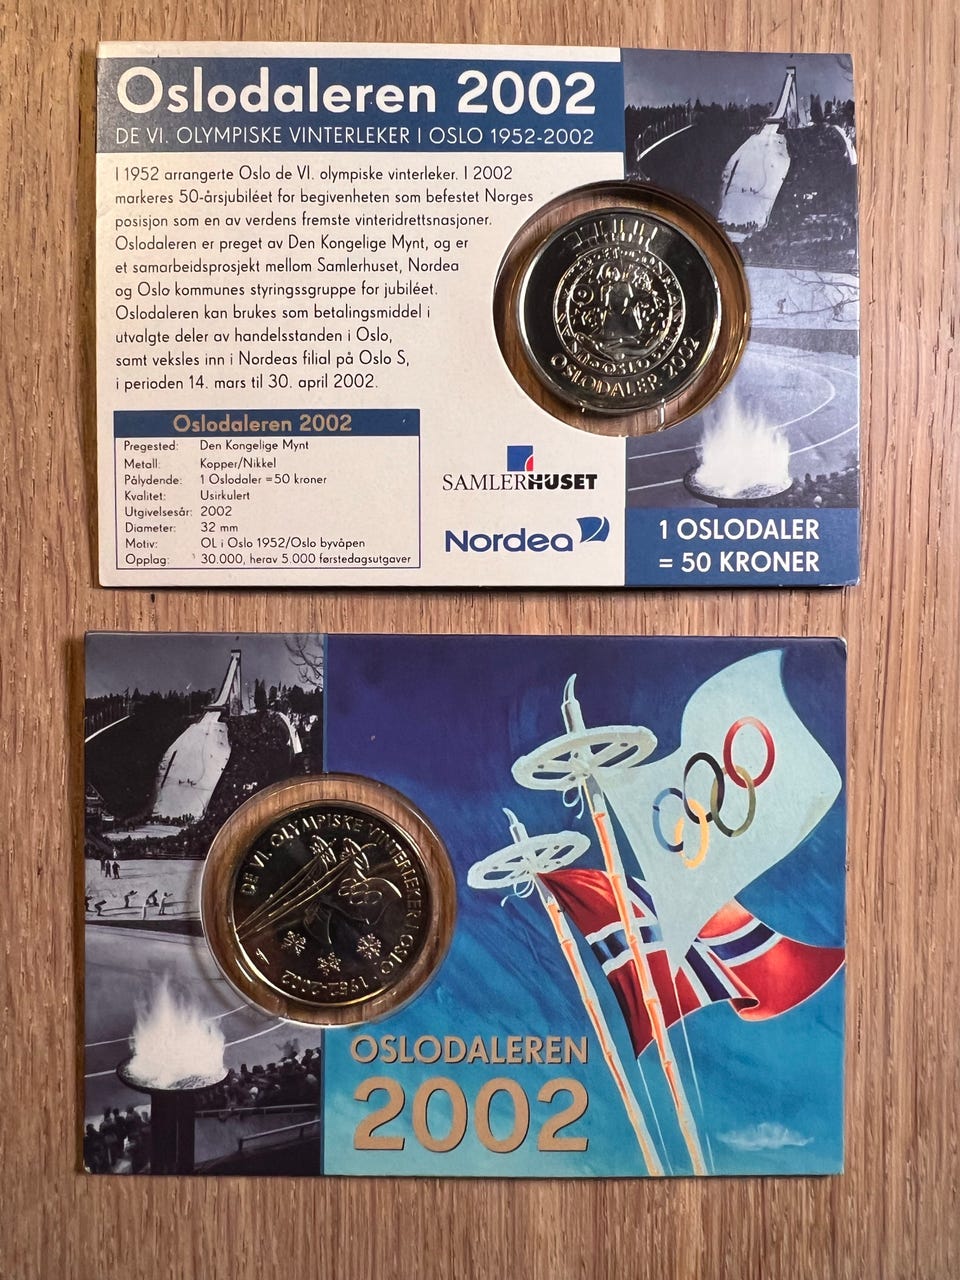 Oslodaleren 2002
DE VI. OLYMPISKE VINTERLEKER I OSLO 1952-2002
I 1952 arrangerte Oslo de VI. olympiske vinterleker. I 2002
markeres 50-årsjubiléet for begivenheten som befestet Norges
posisjon som en av verdens fremste vinteridrettsnasjoner.
Oslodaleren er preget av Den Kongelige Mynt, og er
et samarbeidsprosjekt mellom Samlerhuset, Nordea
og Oslo kommunes styringssgruppe for jubiléet.
Oslodaleren kan brukes som betalingsmiddel i
utvalgte deler av handelsstanden i Oslo,
samt veksles inn i Nordeas filial på Oslo S,
i perioden 14. mars til 30. april 2002.
Oslodaleren 2002
Pregested: Den Kongelige Mynt
Metall: Kopper/Nikkel
Pålydende: 1 Oslodaler =50 kroner
Kvalitet: Usirkulert
Utgivelsesår: 2002
Diameter: 32 mm
Motiv: OL i Oslo 1952/Oslo byvåpen
Opplag: 30.000, herav 5.000 førstedagsutgaver
SAMLERHUSET
Nordea
OSLO
OSLODALER 2002
1 OSLODALER
= 50 KRONER
DE VI. OLYMPISKE VINTERLEKER I OSLO
1952-2002
OSLODALEREN
2002